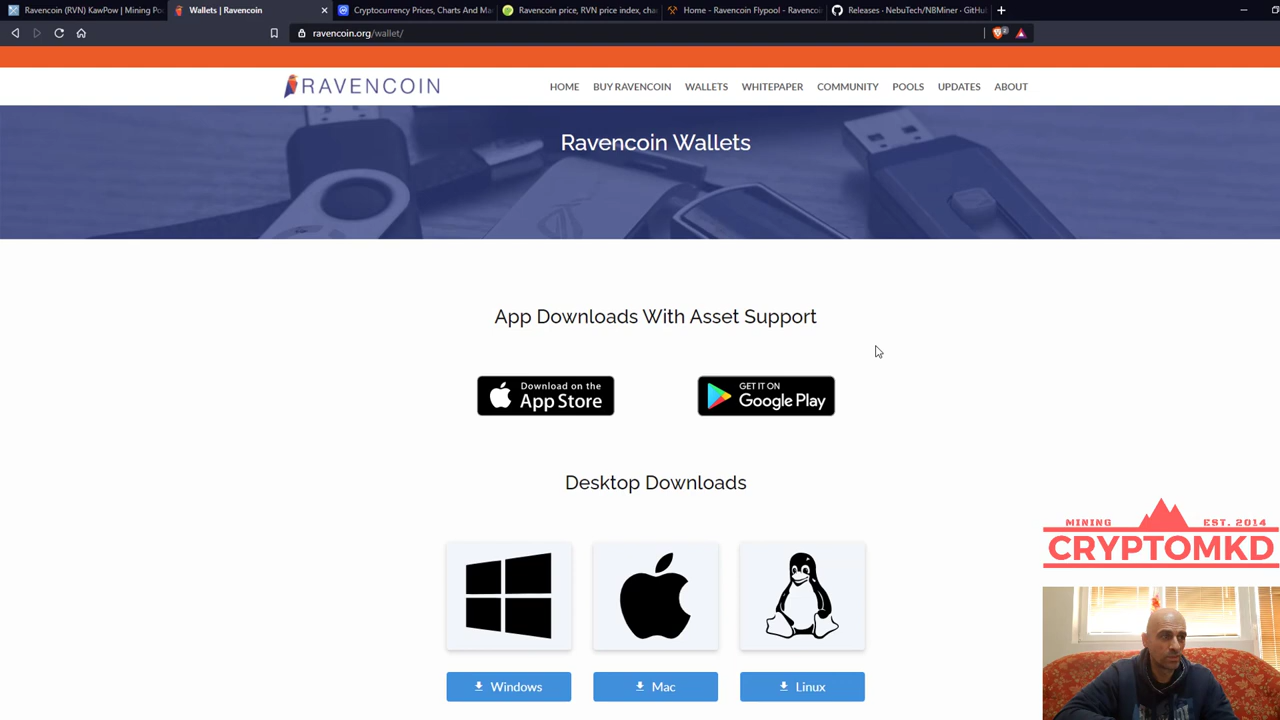 Ravencoin (RVN) KawPow | Mining Po
Wallets | Ravencoin
Cryptocurrency Prices, Charts And Ma
Ravencoin price, RVN price index, cha
Home - Ravencoin Flypool - Ravencoi
Releases · NebuTech/NBMiner · GitHu
ravencoin.org/wallet/
2
RAVENCOIN
HOME BUY RAVENCOIN WALLETS WHITEPAPER COMMUNITY POOLS UPDATES ABOUT
Ravencoin Wallets
App Downloads With Asset Support
Download on the
App Store
GET IT ON
Google Play
Desktop Downloads
Windows
Mac
Linux
MINING EST. 2014
CRYPTOMKD